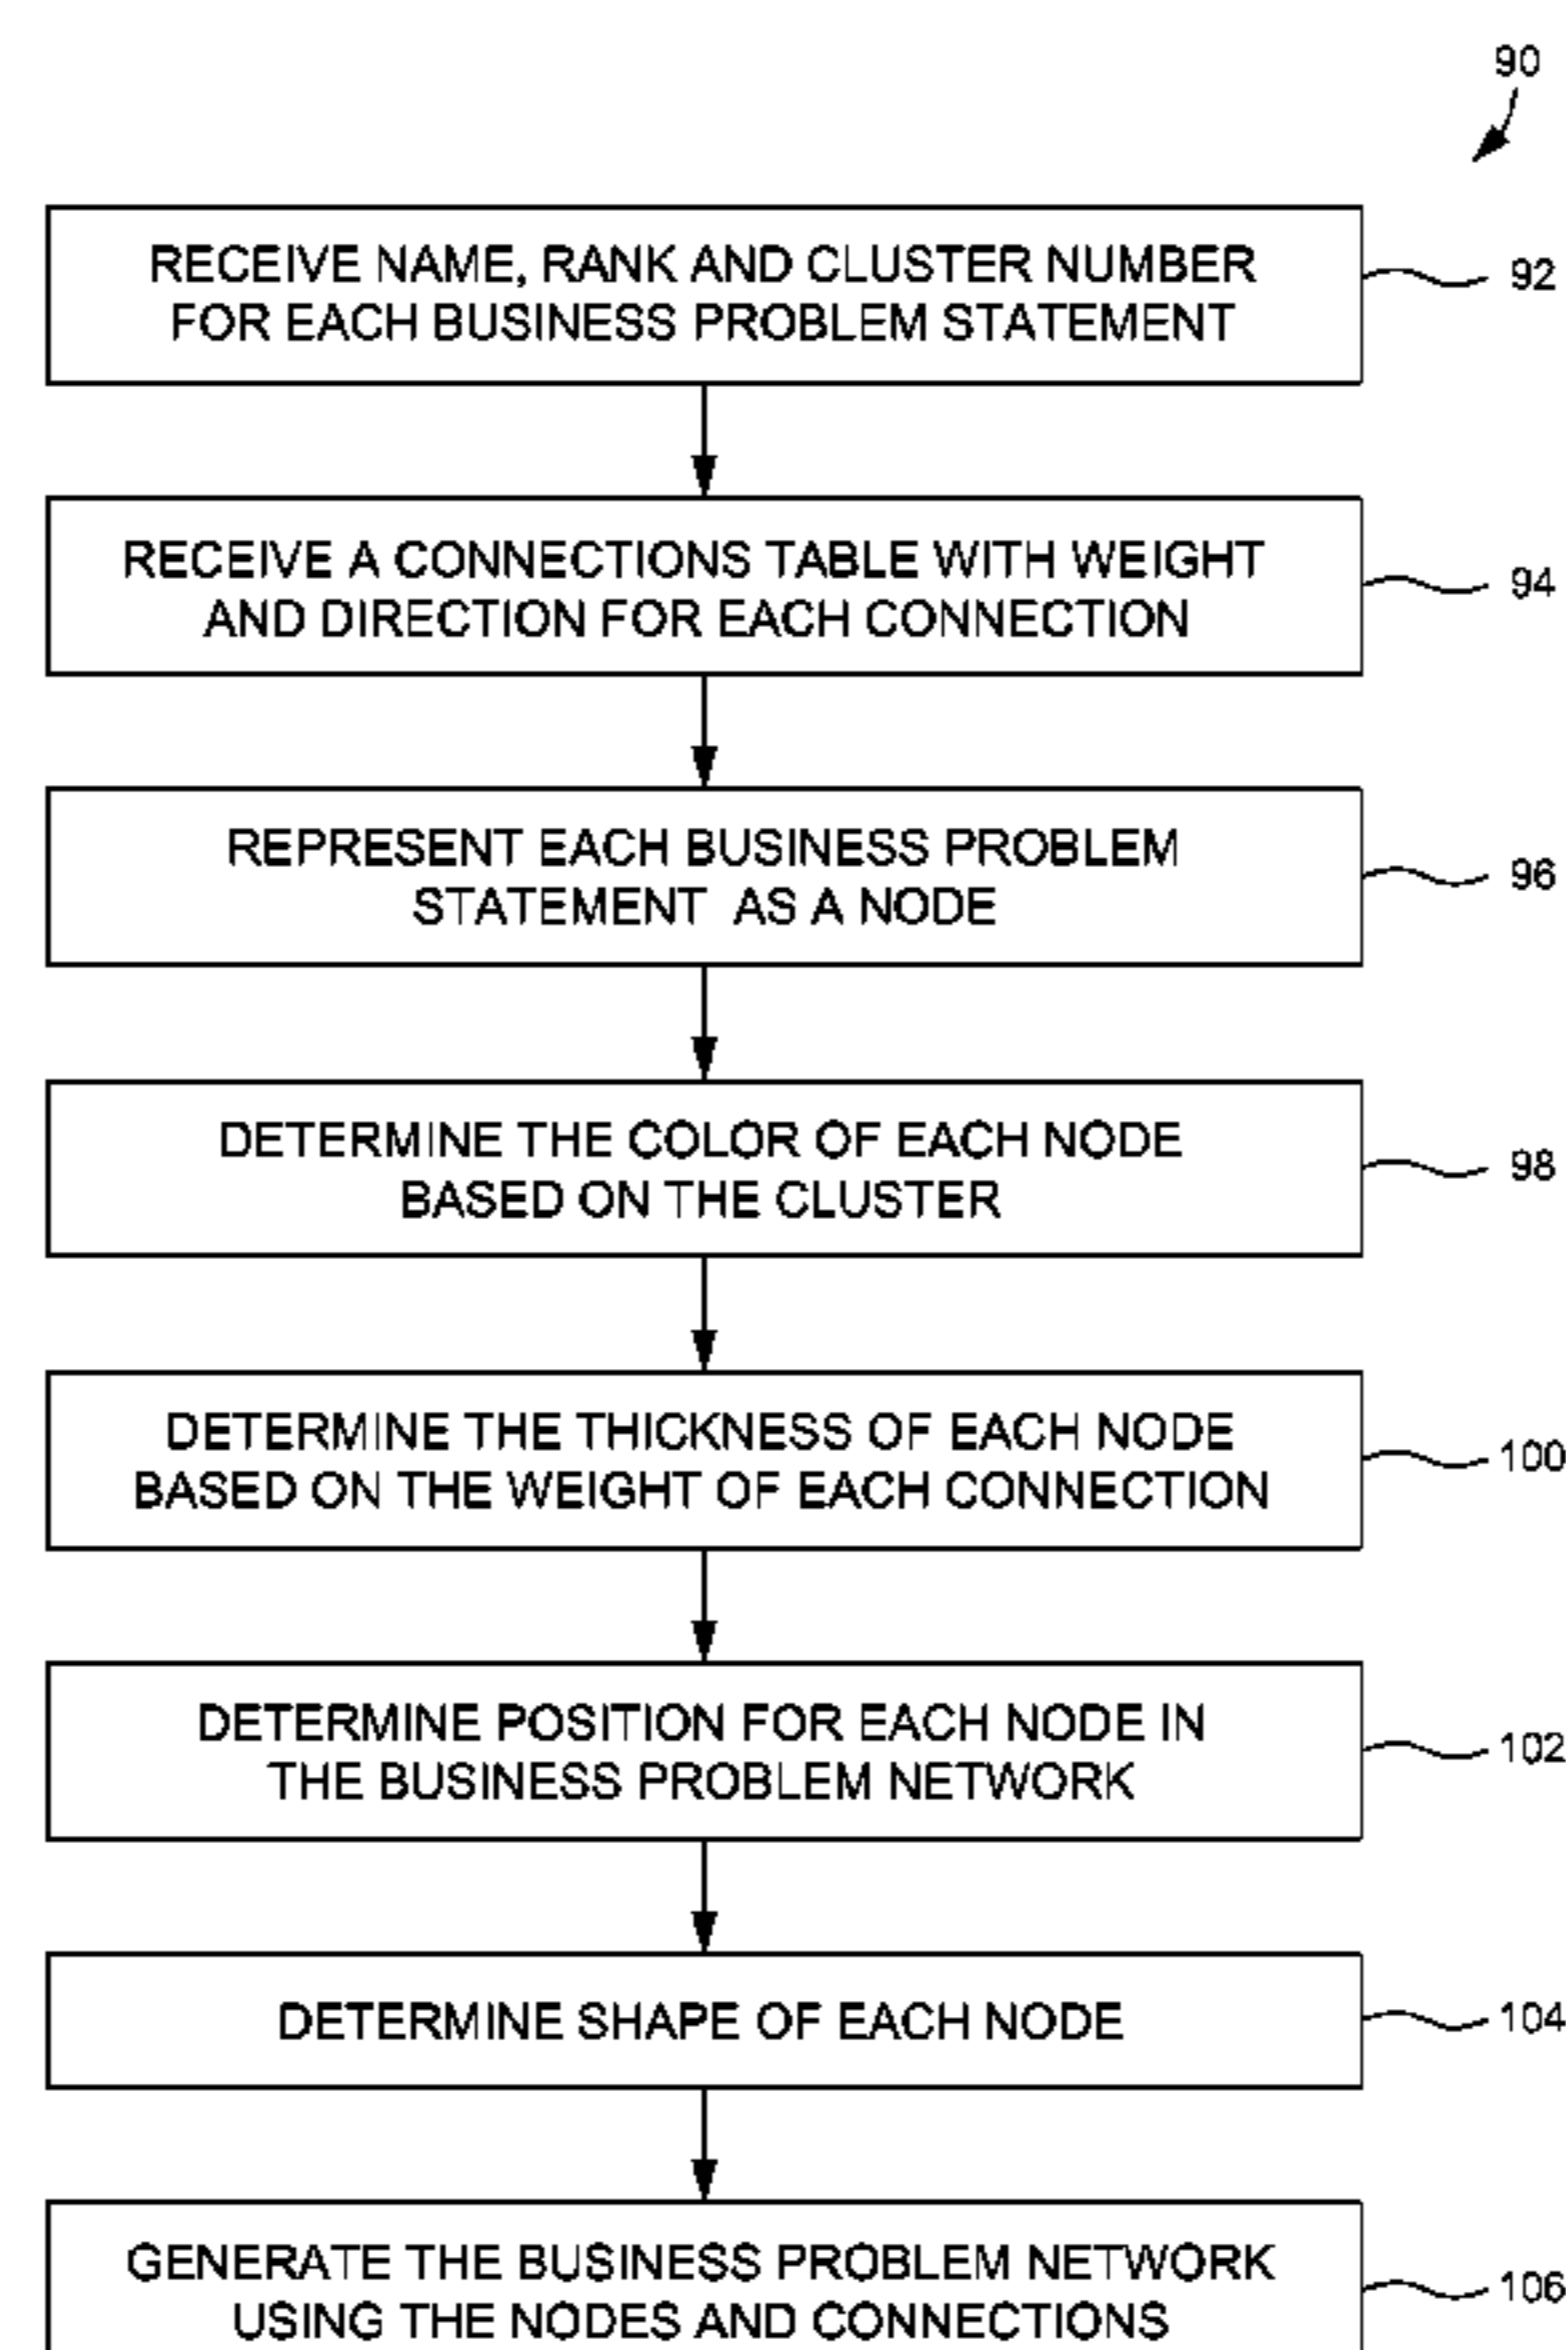 90
RECEIVE NAME, RANK AND CLUSTER NUMBER
FOR EACH BUSINESS PROBLEM STATEMENT
92
RECEIVE A CONNECTIONS TABLE WITH WEIGHT
AND DIRECTION FOR EACH CONNECTION
94
REPRESENT EACH BUSINESS PROBLEM
STATEMENT AS A NODE
96
DETERMINE THE COLOR OF EACH NODE
BASED ON THE CLUSTER
98
DETERMINE THE THICKNESS OF EACH NODE
BASED ON THE WEIGHT OF EACH CONNECTION
100
DETERMINE POSITION FOR EACH NODE IN
THE BUSINESS PROBLEM NETWORK
102
DETERMINE SHAPE OF EACH NODE
104
GENERATE THE BUSINESS PROBLEM NETWORK
USING THE NODES AND CONNECTIONS
106